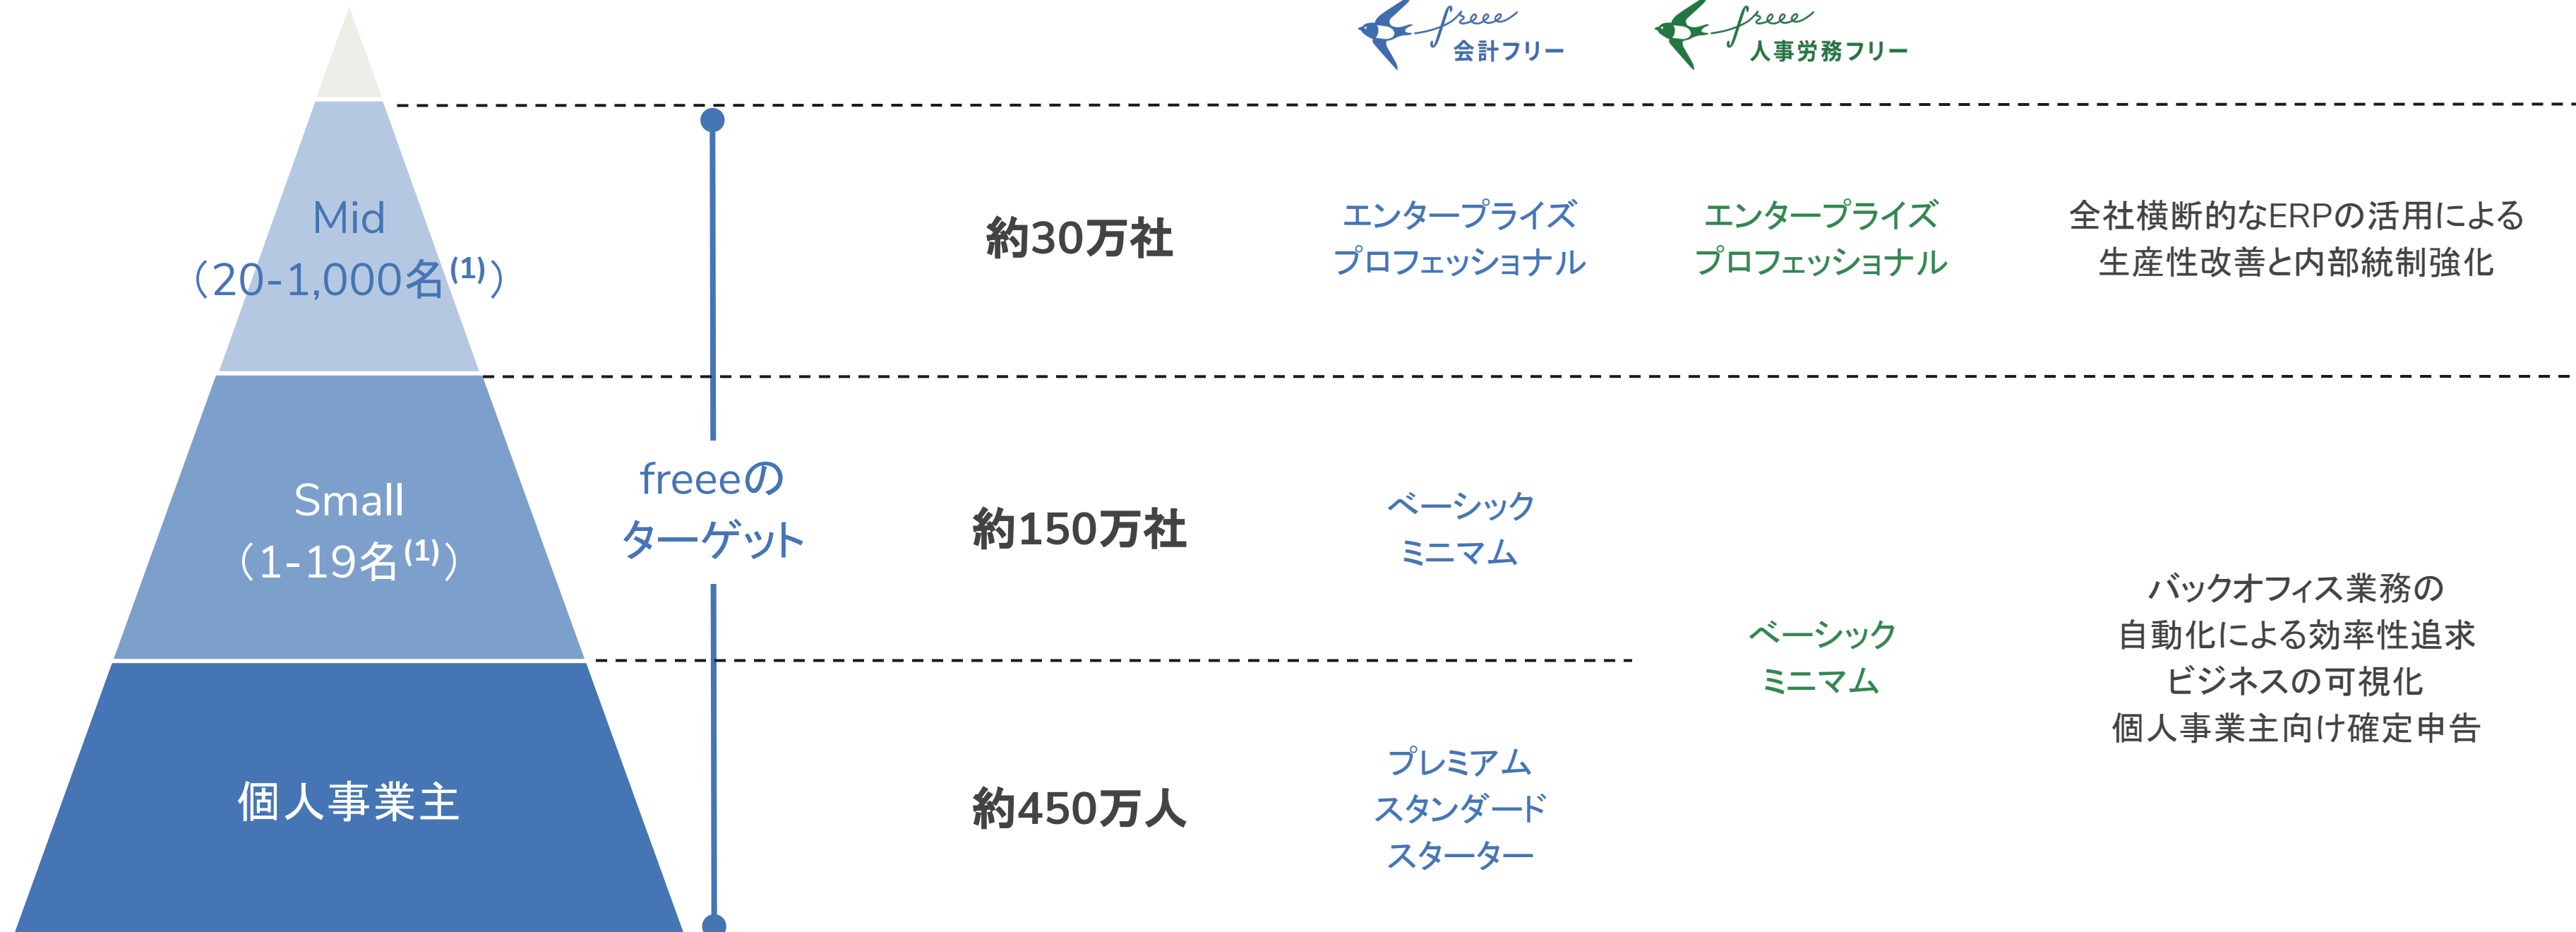 freee
会計フリー
freee
人事労務フリー
Mid
（20-1,000名(1)）
約30万社
エンタープライズ
プロフェッショナル
エンタープライズ
プロフェッショナル
全社横断的なERPの活用による
生産性改善と内部統制強化
freeeの
ターゲット
Small
（1-19名(1)）
約150万社
ベーシック
ミニマム
ベーシック
ミニマム
バックオフィス業務の
自動化による効率性追求
ビジネスの可視化
個人事業主向け確定申告
個人事業主
約450万人
プレミアム
スタンダード
スターター